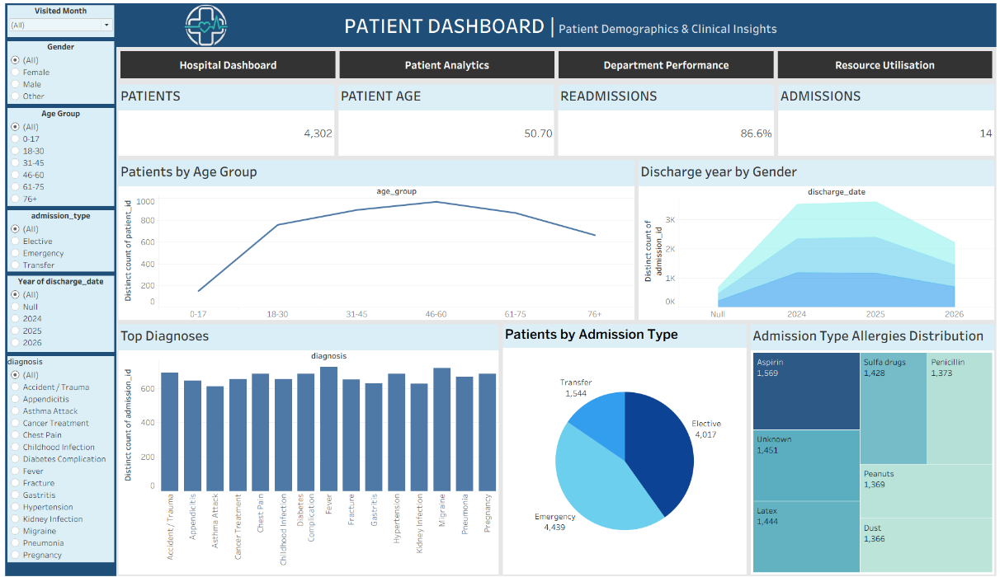 Visited Month
(All)
Gender
(All)
Female
Male
Other
Age Group
(All)
0-17
18-30
31-45
46-60
61-75
76+
admission_type
(All)
Elective
Emergency
Transfer
Year of discharge_date
(All)
Null
2024
2025
2026
diagnosis
(All)
Accident / Trauma
Appendicitis
Asthma Attack
Cancer Treatment
Chest Pain
Childhood Infection
Diabetes Complication
Fever
Fracture
Gastritis
Hypertension
Kidney Infection
Migraine
Pneumonia
Pregnancy
PATIENT DASHBOARD | Patient Demographics & Clinical Insights
Hospital Dashboard
Patient Analytics
Department Performance
Resource Utilisation
PATIENTS
4,302
PATIENT AGE
50.70
READMISSIONS
86.6%
ADMISSIONS
14
Patients by Age Group
age_group
Distinct count of patient_id
1000
800
600
400
200
0
0-17
18-30
31-45
46-60
61-75
76+
Discharge year by Gender
discharge_date
Distinct count of
admission_id
3K
2K
1K
0K
Null
2024
2025
2026
Top Diagnoses
diagnosis
Distinct count of admission_id
600
400
200
0
Accident / Trauma
Appendicitis
Asthma Attack
Cancer Treatment
Chest Pain
Childhood Infection
Diabetes
Complication
Fever
Fracture
Gastritis
Hypertension
Kidney Infection
Migraine
Pneumonia
Pregnancy
Patients by Admission Type
Transfer
1,544
Elective
4,017
Emergency
4,439
Admission Type Allergies Distribution
Aspirin
1,569
Sulfa drugs
1,428
Penicillin
1,373
Unknown
1,451
Peanuts
1,369
Latex
1,444
Dust
1,366